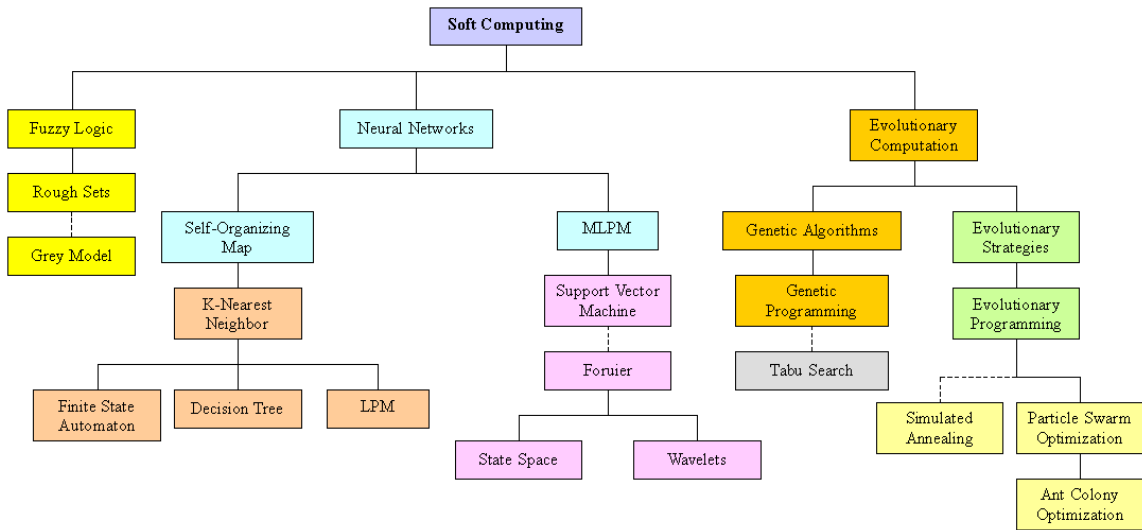 Soft Computing
Fuzzy Logic
Neural Networks
Evolutionary
Computation
Rough Sets
Grey Model
Self-Organizing
Map
MLPM
Genetic Algorithms
Evolutionary
Strategies
K-Nearest
Neighbor
Support Vector
Machine
Genetic
Programming
Evolutionary
Programming
Foruier
Tabu Search
Finite State
Automaton
Decision Tree
LPM
Simulated
Annealing
Particle Swarm
Optimization
State Space
Wavelets
Ant Colony
Optimization